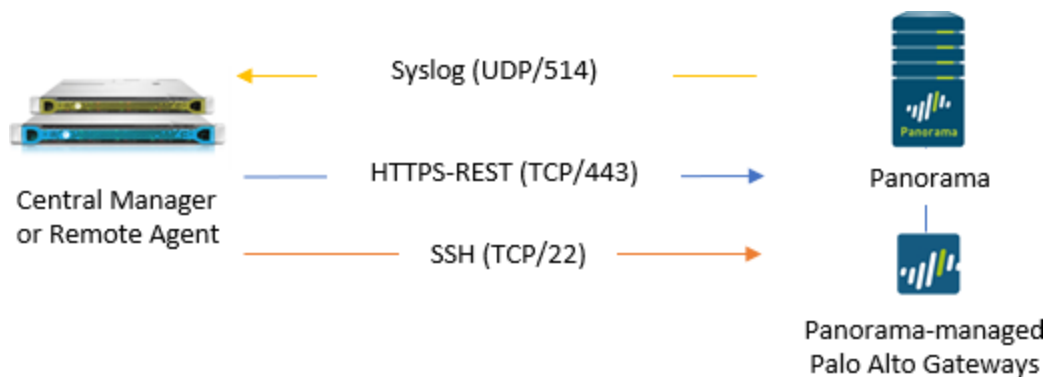 Syslog (UDP/514)
Panorama
HTTPS-REST (TCP/443)
Panorama
Central Manager
or Remote Agent
SSH (TCP/22)
Panorama-managed
Palo Alto Gateways